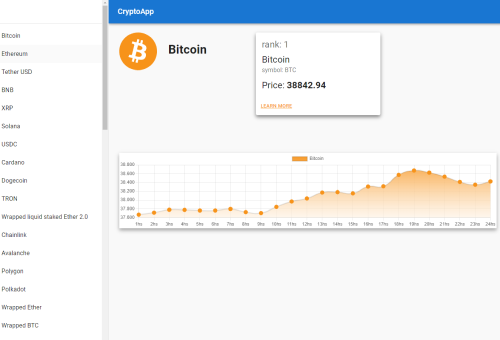 CryptoApp
Bitcoin
Ethereum
Tether USD
BNB
XRP
Solana
USDC
Cardano
Dogecoin
TRON
Wrapped liquid staked Ether 2.0
Chainlink
Avalanche
Polygon
Polkadot
Wrapped Ether
Wrapped BTC
Bitcoin
rank: 1
Bitcoin
symbol: BTC
Price: 38842.94
LEARN MORE
Bitcoin
38.800
38.600
38.400
38.200
38.000
37.800
37.600
1hs 2hs 3hs 4hs 5hs 6hs 7hs 8hs 9hs 10hs 11hs 12hs 13hs 14hs 15hs 16hs 17hs 18hs 19hs 20hs 21hs 22hs 23hs 24hs